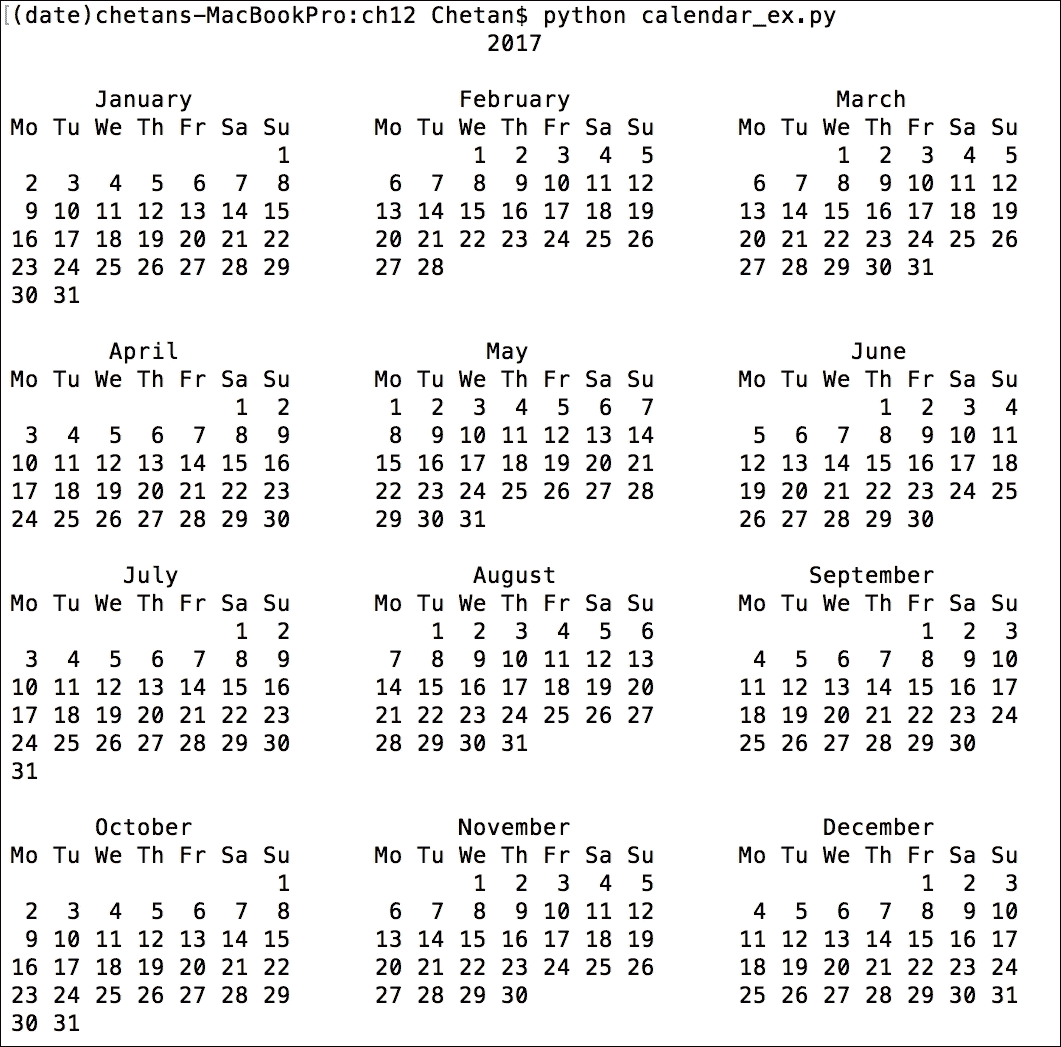 (date)chetans-MacBookPro:ch12 Chetan$ python calendar_ex.py
                                  2017

      January                   February                   March
Mo Tu We Th Fr Sa Su      Mo Tu We Th Fr Sa Su      Mo Tu We Th Fr Sa Su
                   1             1  2  3  4  5             1  2  3  4  5
 2  3  4  5  6  7  8       6  7  8  9 10 11 12       6  7  8  9 10 11 12
 9 10 11 12 13 14 15      13 14 15 16 17 18 19      13 14 15 16 17 18 19
16 17 18 19 20 21 22      20 21 22 23 24 25 26      20 21 22 23 24 25 26
23 24 25 26 27 28 29      27 28                     27 28 29 30 31
30 31

       April                      May                       June
Mo Tu We Th Fr Sa Su      Mo Tu We Th Fr Sa Su      Mo Tu We Th Fr Sa Su
                1  2       1  2  3  4  5  6  7                1  2  3  4
 3  4  5  6  7  8  9       8  9 10 11 12 13 14       5  6  7  8  9 10 11
10 11 12 13 14 15 16      15 16 17 18 19 20 21      12 13 14 15 16 17 18
17 18 19 20 21 22 23      22 23 24 25 26 27 28      19 20 21 22 23 24 25
24 25 26 27 28 29 30      29 30 31                  26 27 28 29 30

        July                     August                  September
Mo Tu We Th Fr Sa Su      Mo Tu We Th Fr Sa Su      Mo Tu We Th Fr Sa Su
                1  2          1  2  3  4  5  6                   1  2  3
 3  4  5  6  7  8  9       7  8  9 10 11 12 13       4  5  6  7  8  9 10
10 11 12 13 14 15 16      14 15 16 17 18 19 20      11 12 13 14 15 16 17
17 18 19 20 21 22 23      21 22 23 24 25 26 27      18 19 20 21 22 23 24
24 25 26 27 28 29 30      28 29 30 31               25 26 27 28 29 30
31

      October                   November                  December
Mo Tu We Th Fr Sa Su      Mo Tu We Th Fr Sa Su      Mo Tu We Th Fr Sa Su
                   1             1  2  3  4  5                   1  2  3
 2  3  4  5  6  7  8       6  7  8  9 10 11 12       4  5  6  7  8  9 10
 9 10 11 12 13 14 15      13 14 15 16 17 18 19      11 12 13 14 15 16 17
16 17 18 19 20 21 22      20 21 22 23 24 25 26      18 19 20 21 22 23 24
23 24 25 26 27 28 29      27 28 29 30               25 26 27 28 29 30 31
30 31